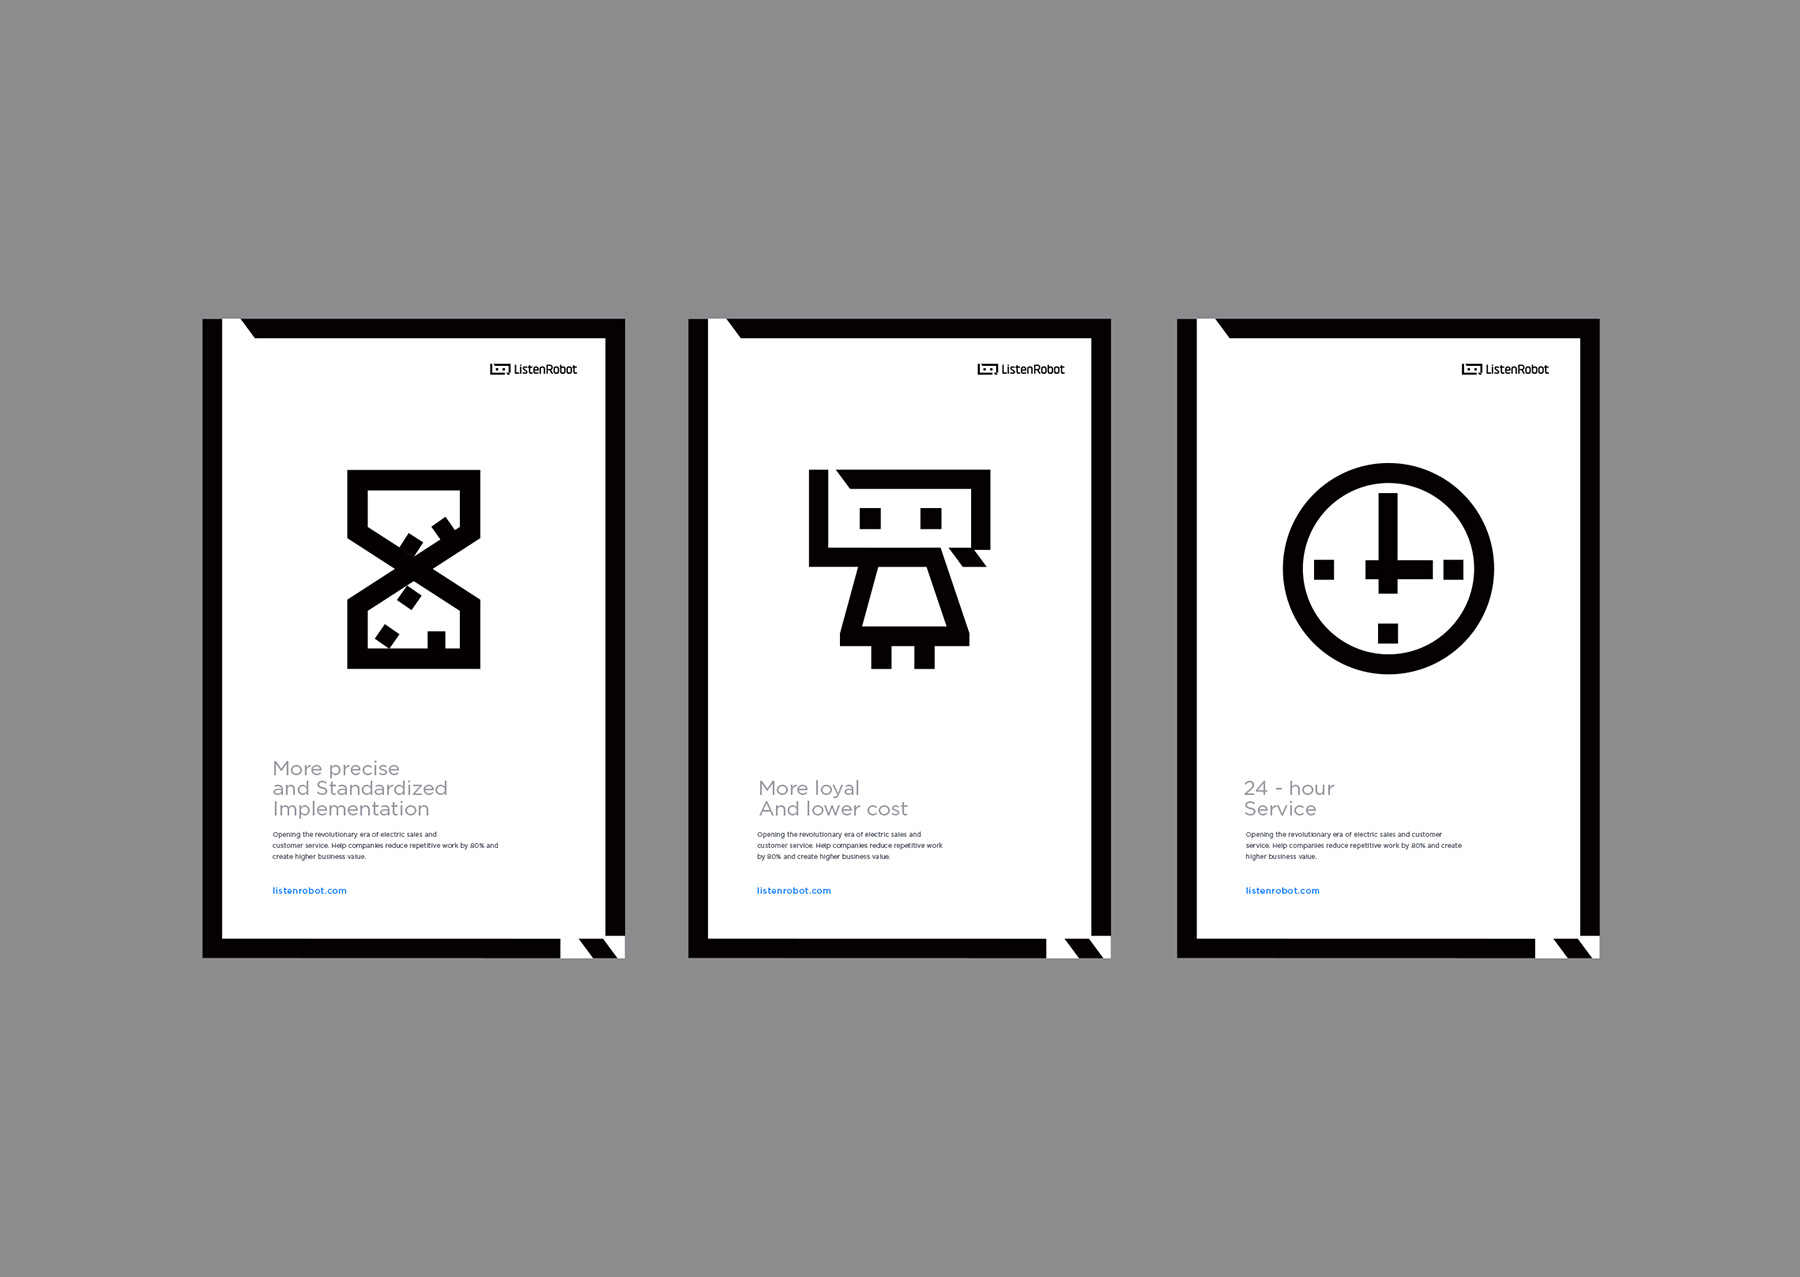 ListenRobot
More precise
and Standardized
Implementation
Opening the revolutionary era of electric sales and
customer service. Help companies reduce repetitive work by 80% and
create higher business value.
listenrobot.com
ListenRobot
More loyal
And lower cost
Opening the revolutionary era of electric sales and
customer service. Help companies reduce repetitive work
by 80% and create higher business value.
listenrobot.com
ListenRobot
24 - hour
Service
Opening the revolutionary era of electric sales and customer
service. Help companies reduce repetitive work by 80% and create
higher business value.
listenrobot.com